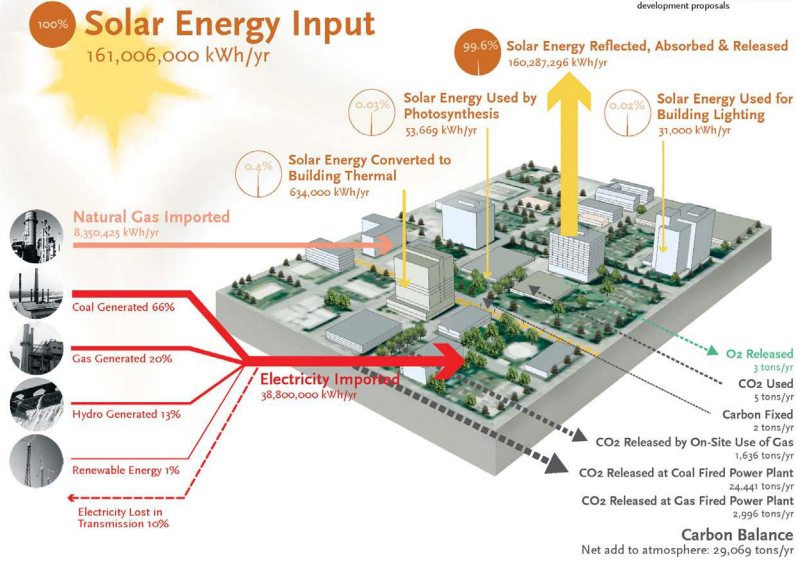 development proposals
100%
Solar Energy Input
161,006,000 kWh/yr
99.6%
Solar Energy Reflected, Absorbed & Released
160,287,296 kWh/yr
0.03%
Solar Energy Used by
Photosynthesis
53,669 kWh/yr
0.02%
Solar Energy Used for
Building Lighting
31,000 kWh/yr
0.4%
Solar Energy Converted to
Building Thermal
634,000 kWh/yr
Natural Gas Imported
8,350,425 kWh/yr
Coal Generated 66%
Gas Generated 20%
Electricity Imported
38,800,000 kWh/yr
Hydro Generated 13%
Renewable Energy 1%
Electricity Lost in
Transmission 10%
O2 Released
3 tons/yr
CO2 Used
5 tons/yr
Carbon Fixed
2 tons/yr
CO2 Released by On-Site Use of Gas
1,636 tons/yr
CO2 Released at Coal Fired Power Plant
24,441 tons/yr
CO2 Released at Gas Fired Power Plant
2,996 tons/yr
Carbon Balance
Net add to atmosphere: 29,069 tons/yr